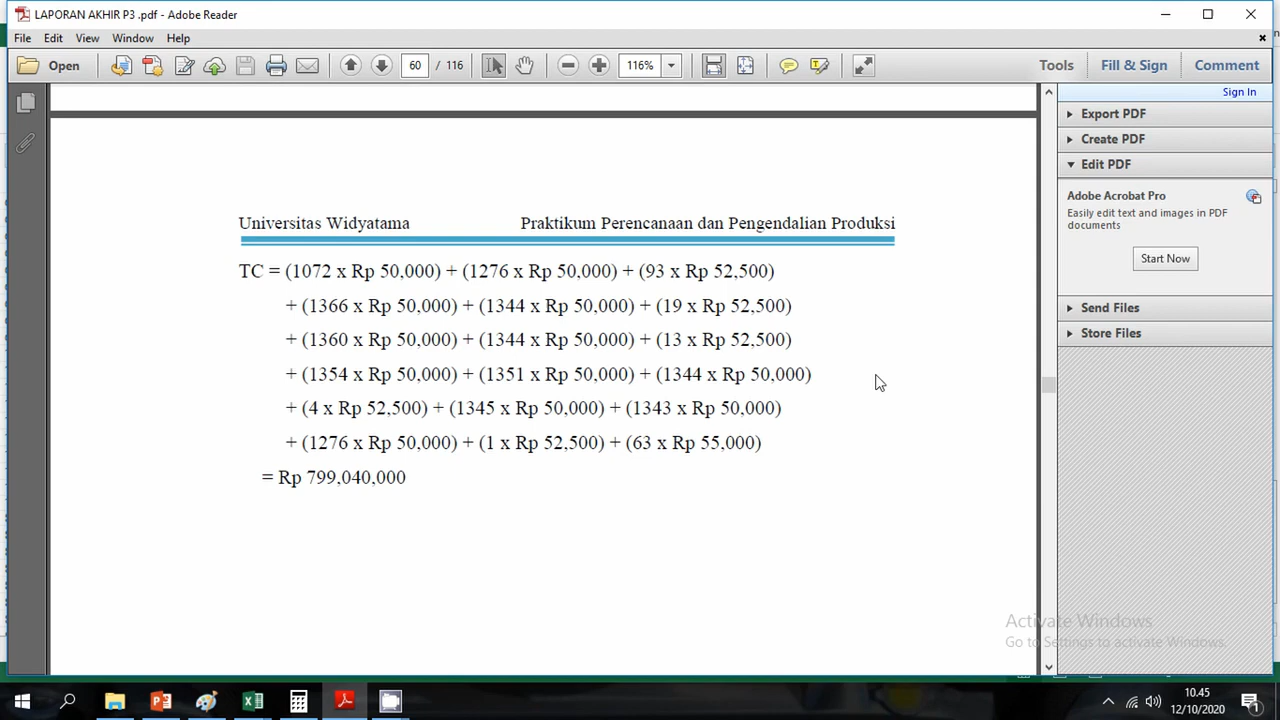 LAPORAN AKHIR P3 .pdf - Adobe Reader
File Edit View Window Help
Open 60 / 116 116% Tools Fill & Sign Comment
Sign In
Export PDF
Create PDF
Edit PDF
Adobe Acrobat Pro
Easily edit text and images in PDF
documents
Start Now
Send Files
Store Files
Universitas Widyatama Praktikum Perencanaan dan Pengendalian Produksi
TC = (1072 x Rp 50,000) + (1276 x Rp 50,000) + (93 x Rp 52,500)
+ (1366 x Rp 50,000) + (1344 x Rp 50,000) + (19 x Rp 52,500)
+ (1360 x Rp 50,000) + (1344 x Rp 50,000) + (13 x Rp 52,500)
+ (1354 x Rp 50,000) + (1351 x Rp 50,000) + (1344 x Rp 50,000)
+ (4 x Rp 52,500) + (1345 x Rp 50,000) + (1343 x Rp 50,000)
+ (1276 x Rp 50,000) + (1 x Rp 52,500) + (63 x Rp 55,000)
= Rp 799,040,000
Activate Windows
Go to Settings to activate Windows.
10.45
12/10/2020